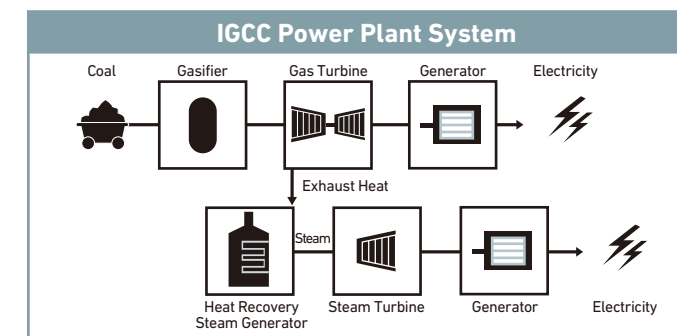 IGCC Power Plant System
Coal
Gasifier
Gas Turbine
Generator
Electricity
Exhaust Heat
Steam
Heat Recovery
Steam Generator
Steam Turbine
Generator
Electricity